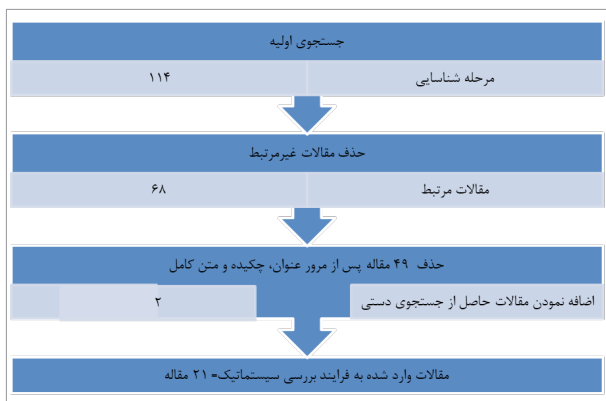 جستجوی اولیه
مرحله شناسایی ۱۱۴
حذف مقالات غیرمرتبط
مقالات مرتبط ۶۸
حذف ۴۹ مقاله پس از مرور عنوان، چکیده و متن کامل
اضافه نمودن مقالات حاصل از جستجوی دستی ۲
مقالات وارد شده به فرایند بررسی سیستماتیک= ۲۱ مقاله